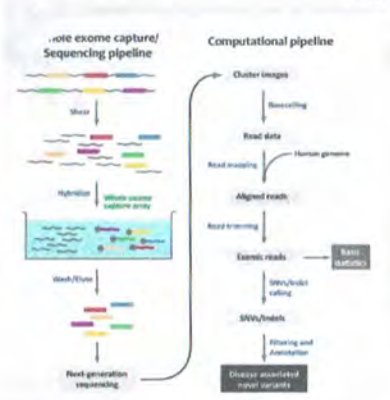 ole exome capture/
Sequencing pipeline
Shear
Hybridize
Whole exome
capture array
Wash/Elute
Next-generation
sequencing
Computational pipeline
Cluster images
Basecalling
Read data
Read mapping
Human genome
Aligned reads
Read trimming
Exomic reads
Basic
statistics
SNVs/Indel
calling
SNVs/Indels
Filtering and
Annotation
Disease associated
novel variants